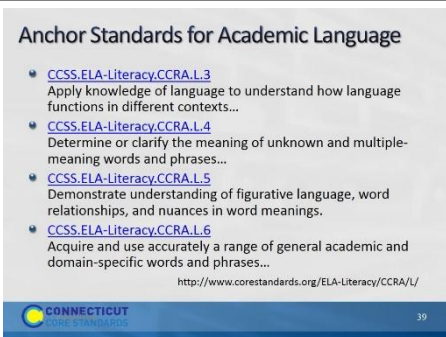 Anchor Standards for Academic Language
CCSS.ELA-Literacy.CCRA.L.3
Apply knowledge of language to understand how language
functions in different contexts…
CCSS.ELA-Literacy.CCRA.L.4
Determine or clarify the meaning of unknown and multiple-
meaning words and phrases…
CCSS.ELA-Literacy.CCRA.L.5
Demonstrate understanding of figurative language, word
relationships, and nuances in word meanings.
CCSS.ELA-Literacy.CCRA.L.6
Acquire and use accurately a range of general academic and
domain-specific words and phrases…
http://www.corestandards.org/ELA-Literacy/CCRA/L/
CONNECTICUT
CORE STANDARDS
39